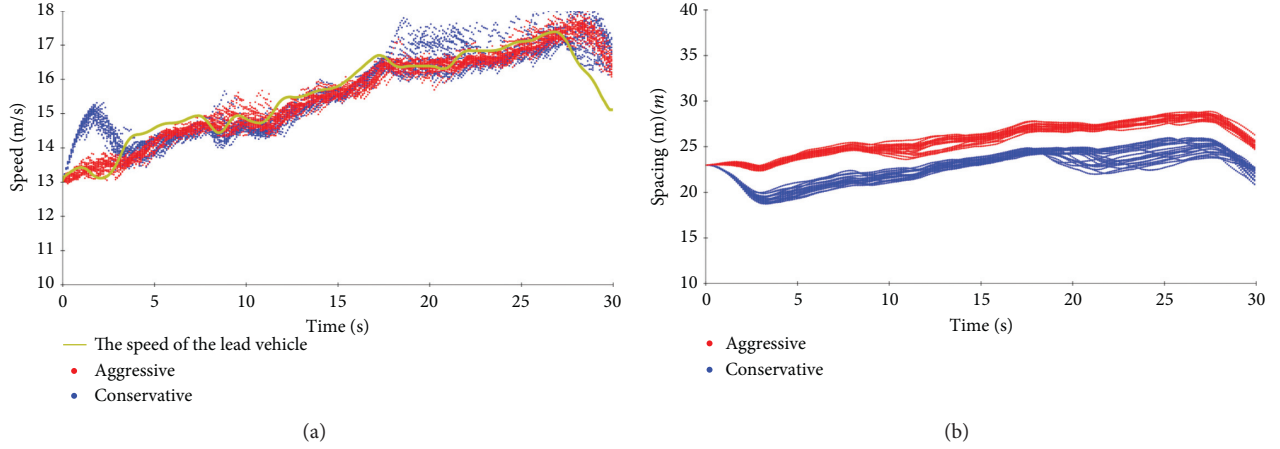 18
17
16
15
14
13
12
11
10
Speed (m/s)
0
5
10
15
20
25
30
Time (s)
The speed of the lead vehicle
Aggressive
Conservative
(a)
40
35
30
25
20
15
10
Spacing (m)(m)
0
5
10
15
20
25
30
Time (s)
Aggressive
Conservative
(b)